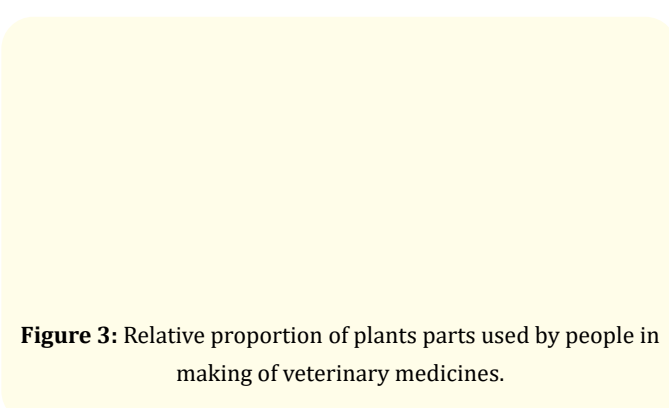 Figure 3: Relative proportion of plants parts used by people in
making of veterinary medicines.